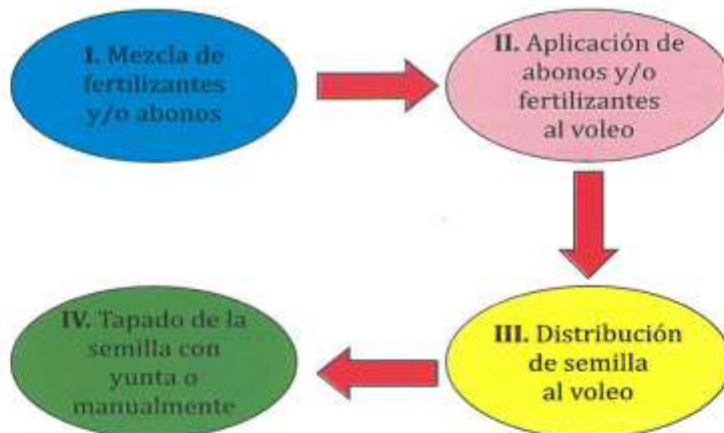 I. Mezcla de
fertilizantes
y/o abonos
II. Aplicación de
abonos y/o
fertilizantes
al voleo
III. Distribución
de semilla
al voleo
IV. Tapado de la
semilla con
yunta o
manualmente